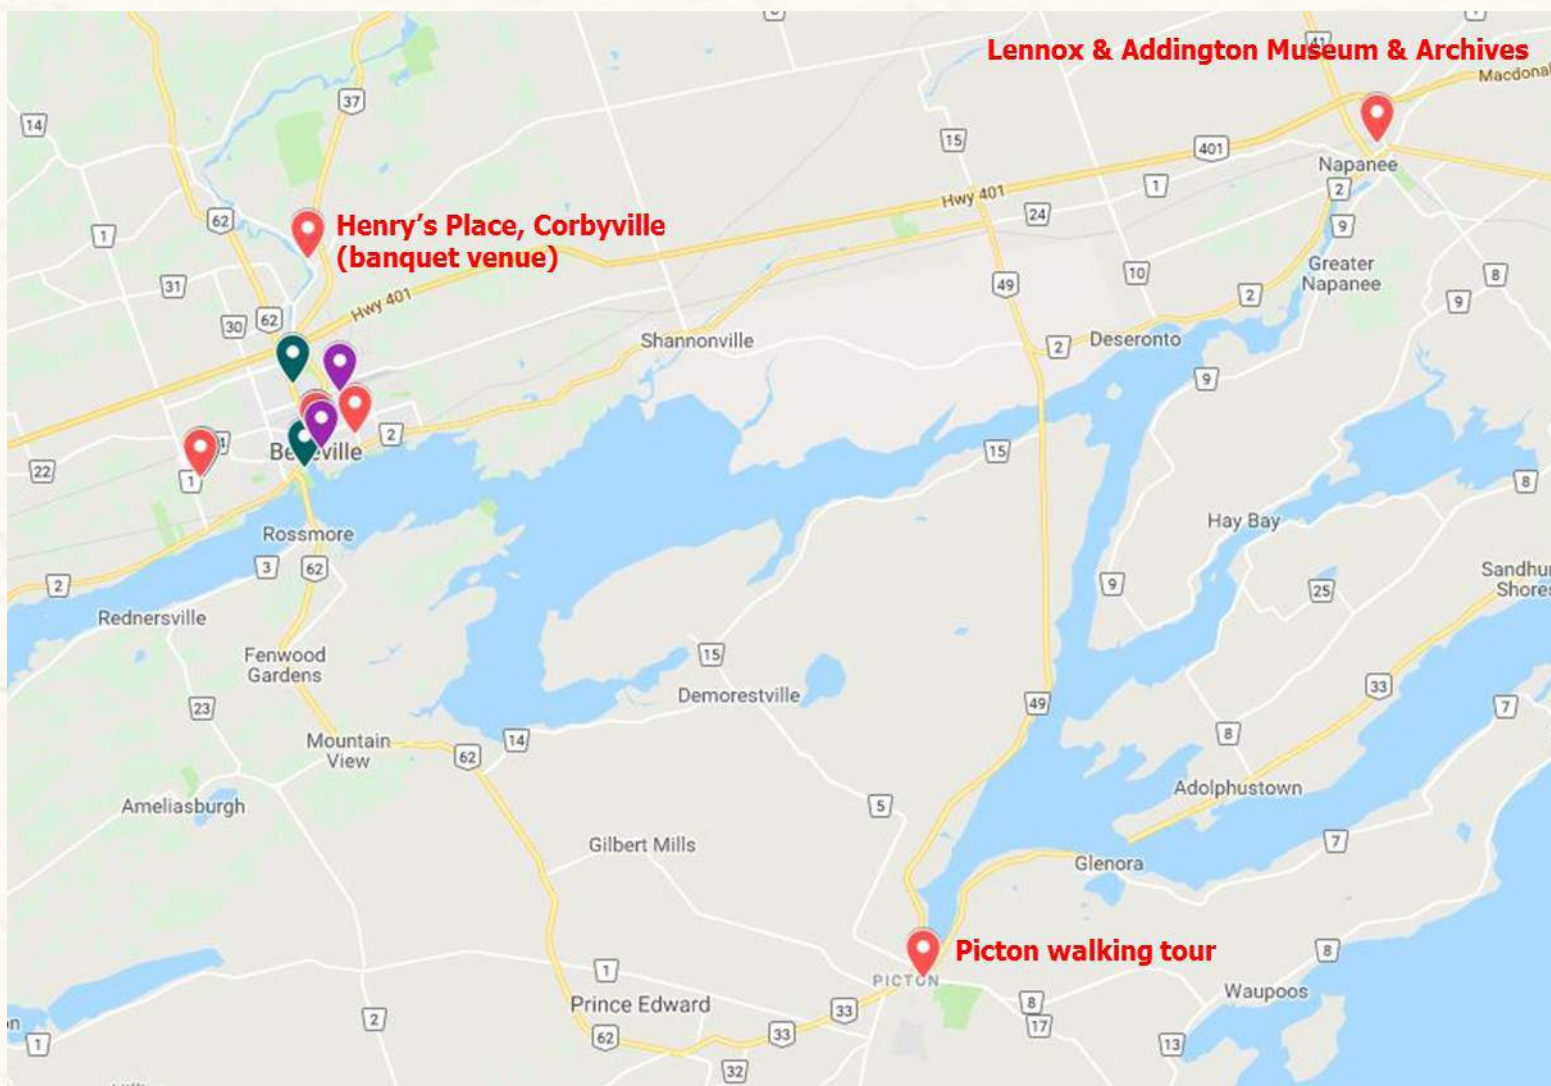 Lennox & Addington Museum & Archives
41
37
14
15
401
Napanee
1
2
62
Henry's Place, Corbyville
(banquet venue)
1
Hwy 401
24
9
Greater
Napanee
31
10
8
49
2
9
Hwy 401
30
62
Shannonville
2
Deseronto
9
2
22
Belleville
15
1
8
Rossmore
Hay Bay
3
62
2
9
25
Rednersville
Fenwood
Gardens
15
Demorestville
33
23
49
7
Mountain
View
14
62
8
Ameliasburgh
5
Adolphustown
Gilbert Mills
7
Glenora
Picton walking tour
8
PICTON
1
Prince Edward
Waupoos
8
33
2
17
33
62
1
13
32